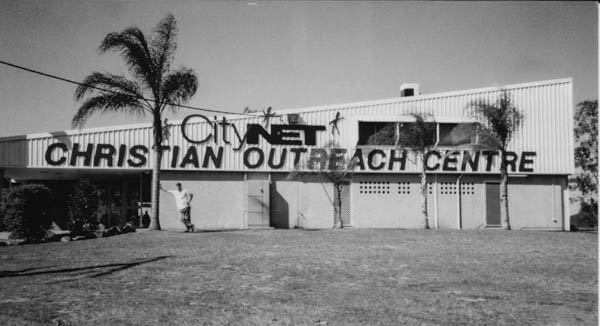 CityNET
CHRISTIAN OUTREACH CENTRE